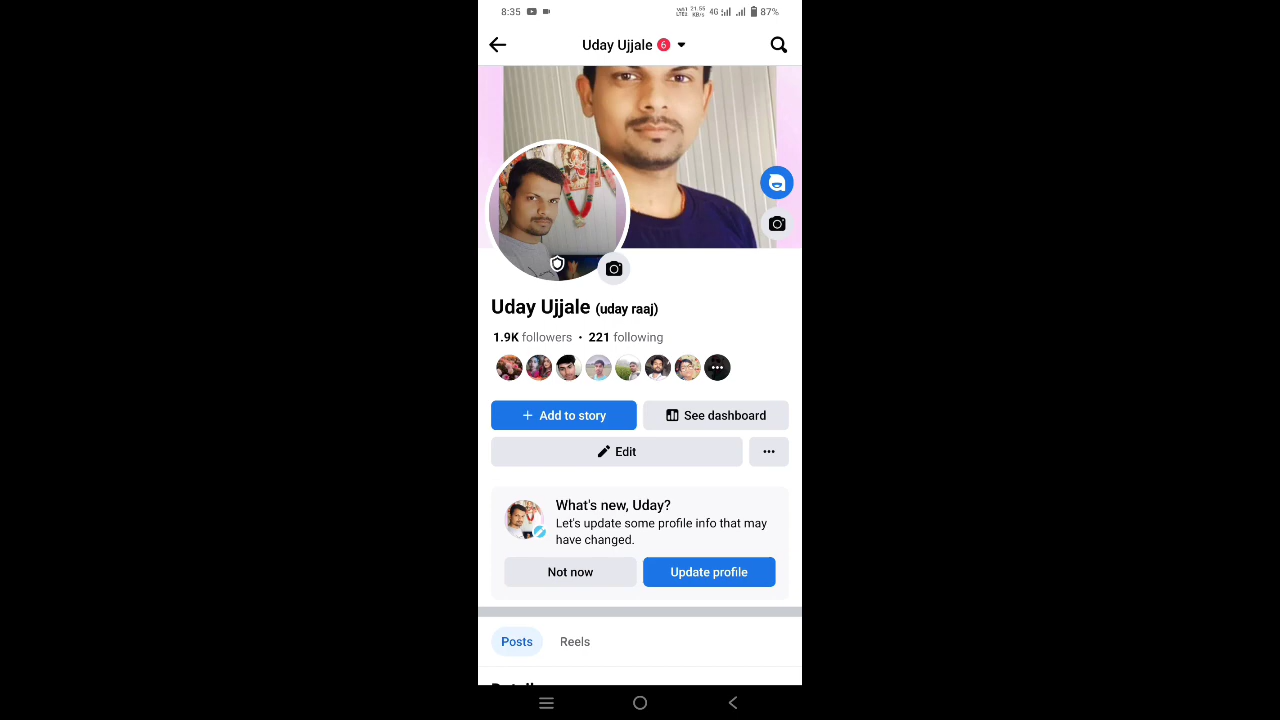 8:35 87%
4G
Uday Ujjale 6
Uday Ujjale (uday raaj)
1.9K followers • 221 following
+ Add to story
See dashboard
Edit
What's new, Uday?
Let's update some profile info that may
have changed.
Not now
Update profile
Posts
Reels